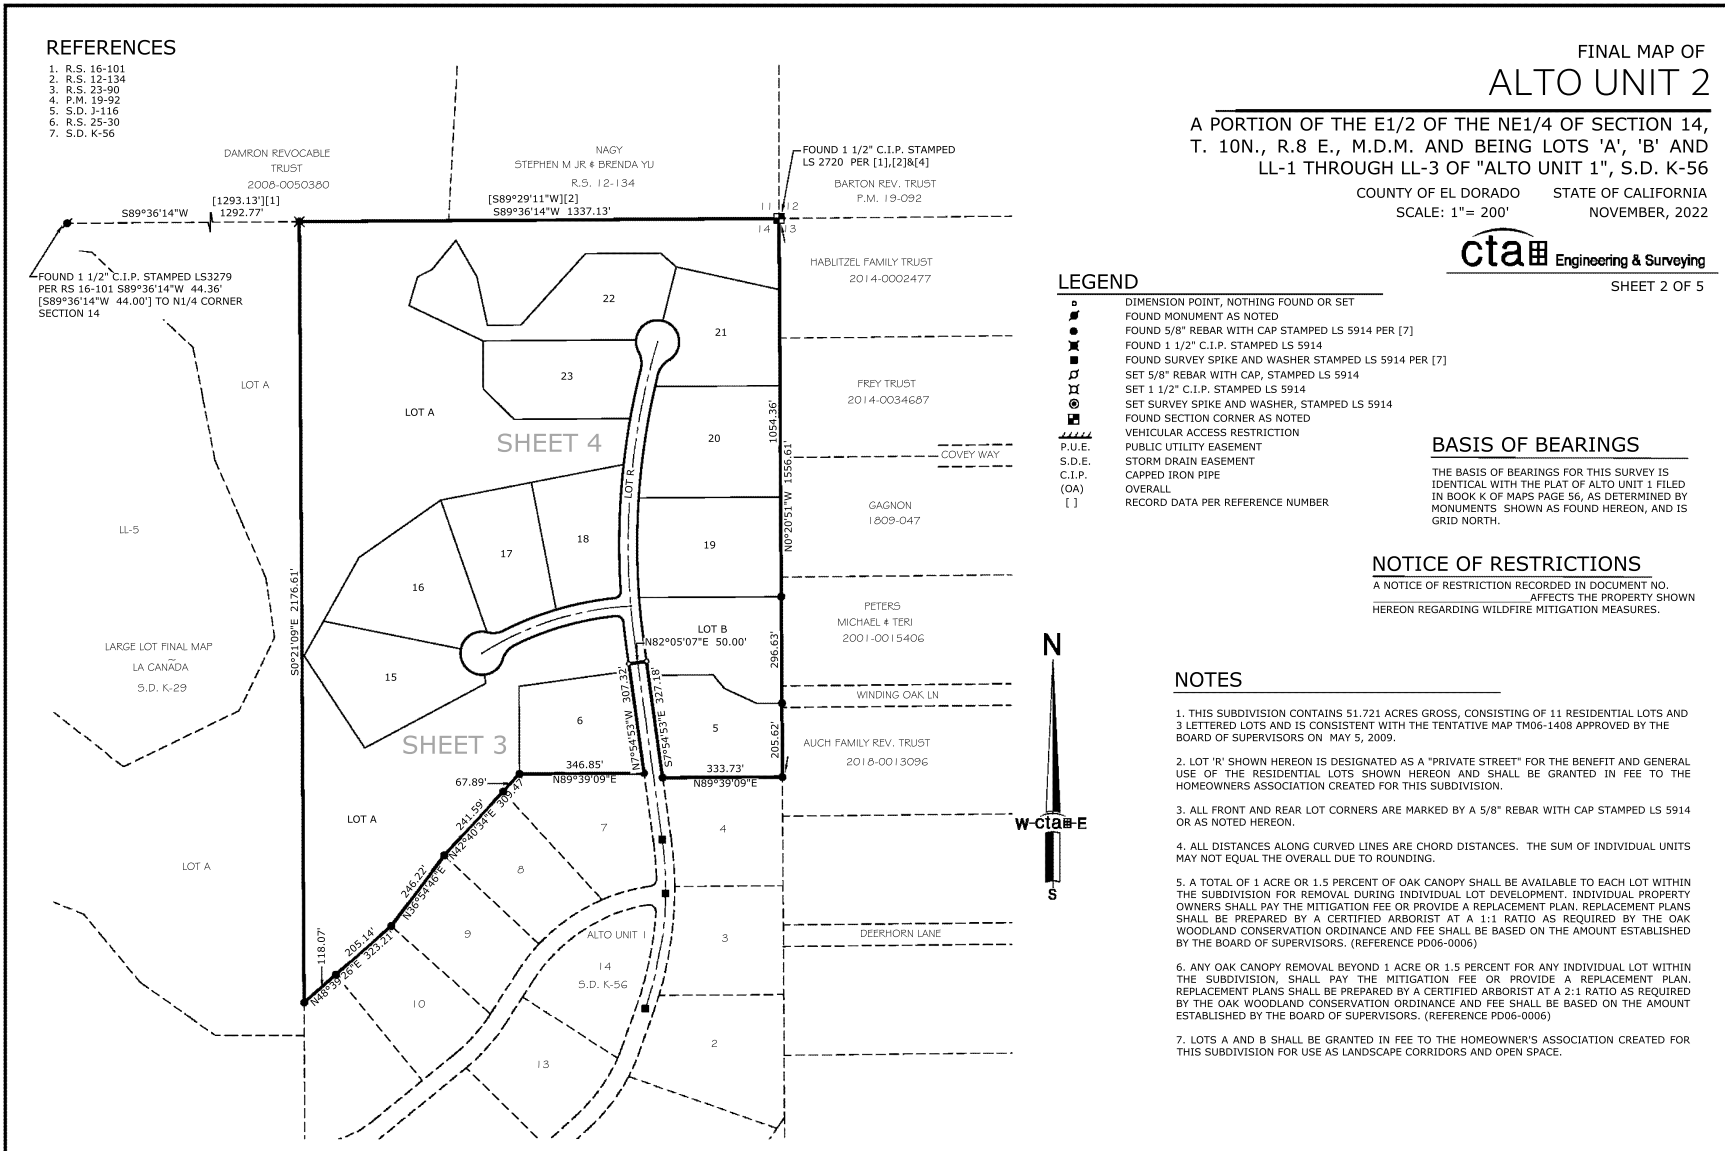 REFERENCES
1. R.S. 16-101
2. R.S. 12-134
3. R.S. 23-90
4. P.M. 19-92
5. S.D. J-116
6. R.S. 25-30
7. S.D. K-56
FINAL MAP OF
ALTO UNIT 2
A PORTION OF THE E1/2 OF THE NE1/4 OF SECTION 14,
T. 10N., R.8 E., M.D.M. AND BEING LOTS 'A', 'B' AND
LL-1 THROUGH LL-3 OF "ALTO UNIT 1", S.D. K-56
COUNTY OF EL DORADO STATE OF CALIFORNIA
SCALE: 1"= 200' NOVEMBER, 2022
cta Engineering & Surveying
SHEET 2 OF 5
DAMRON REVOCABLE
TRUST
2008-0050380
NAGY
STEPHEN M JR & BRENDA YU
R.S. 12-134
FOUND 1 1/2" C.I.P. STAMPED
LS 2720 PER [1],[2]&[4]
BARTON REV. TRUST
P.M. 19-092
S89°36'14"W
[1293.13'][1]
1292.77'
[S89°29'11"W][2]
S89°36'14"W 1337.13'
11 12
14 13
FOUND 1 1/2" C.I.P. STAMPED LS3279
PER RS 16-101 S89°36'14"W 44.36'
[S89°36'14"W 44.00'] TO N1/4 CORNER
SECTION 14
HABLITZEL FAMILY TRUST
2014-0002477
22
21
23
LOT A
LOT A
FREY TRUST
2014-0034687
SHEET 4
20
1054.36'
N0°20'51"W 1556.61'
COVEY WAY
LOT R
GAGNON
1809-047
LL-5
17
18
19
16
S0°21'09"E 2176.61'
PETERS
MICHAEL & TERI
2001-0015406
LOT B
N82°05'07"E 50.00'
296.63'
LARGE LOT FINAL MAP
LA CANADA
S.D. K-29
15
WINDING OAK LN
N7°54'53"W 307.32'
S7°54'53"E 327.18'
6
5
SHEET 3
205.62'
AUCH FAMILY REV. TRUST
2018-0013096
346.85'
N89°39'09"E
333.73'
N89°39'09"E
67.89'
241.59'
N42°40'34"E 309.47'
LOT A
7
4
LOT A
8
246.22'
N36°54'46"E
9
ALTO UNIT 1
14
S.D. K-56
3
DEERHORN LANE
118.07'
205.14'
N48°39'26"E 323.21'
10
13
2
LEGEND
DIMENSION POINT, NOTHING FOUND OR SET
FOUND MONUMENT AS NOTED
FOUND 5/8" REBAR WITH CAP STAMPED LS 5914 PER [7]
FOUND 1 1/2" C.I.P. STAMPED LS 5914
FOUND SURVEY SPIKE AND WASHER STAMPED LS 5914 PER [7]
SET 5/8" REBAR WITH CAP, STAMPED LS 5914
SET 1 1/2" C.I.P. STAMPED LS 5914
SET SURVEY SPIKE AND WASHER, STAMPED LS 5914
FOUND SECTION CORNER AS NOTED
VEHICULAR ACCESS RESTRICTION
P.U.E. PUBLIC UTILITY EASEMENT
S.D.E. STORM DRAIN EASEMENT
C.I.P. CAPPED IRON PIPE
(OA) OVERALL
[ ] RECORD DATA PER REFERENCE NUMBER
BASIS OF BEARINGS
THE BASIS OF BEARINGS FOR THIS SURVEY IS
IDENTICAL WITH THE PLAT OF ALTO UNIT 1 FILED
IN BOOK K OF MAPS PAGE 56, AS DETERMINED BY
MONUMENTS SHOWN AS FOUND HEREON, AND IS
GRID NORTH.
NOTICE OF RESTRICTIONS
A NOTICE OF RESTRICTION RECORDED IN DOCUMENT NO.
AFFECTS THE PROPERTY SHOWN
HEREON REGARDING WILDFIRE MITIGATION MEASURES.
N
W cta E
S
NOTES
1. THIS SUBDIVISION CONTAINS 51.721 ACRES GROSS, CONSISTING OF 11 RESIDENTIAL LOTS AND
3 LETTERED LOTS AND IS CONSISTENT WITH THE TENTATIVE MAP TM06-1408 APPROVED BY THE
BOARD OF SUPERVISORS ON MAY 5, 2009.
2. LOT 'R' SHOWN HEREON IS DESIGNATED AS A "PRIVATE STREET" FOR THE BENEFIT AND GENERAL
USE OF THE RESIDENTIAL LOTS SHOWN HEREON AND SHALL BE GRANTED IN FEE TO THE
HOMEOWNERS ASSOCIATION CREATED FOR THIS SUBDIVISION.
3. ALL FRONT AND REAR LOT CORNERS ARE MARKED BY A 5/8" REBAR WITH CAP STAMPED LS 5914
OR AS NOTED HEREON.
4. ALL DISTANCES ALONG CURVED LINES ARE CHORD DISTANCES. THE SUM OF INDIVIDUAL UNITS
MAY NOT EQUAL THE OVERALL DUE TO ROUNDING.
5. A TOTAL OF 1 ACRE OR 1.5 PERCENT OF OAK CANOPY SHALL BE AVAILABLE TO EACH LOT WITHIN
THE SUBDIVISION FOR REMOVAL DURING INDIVIDUAL LOT DEVELOPMENT. INDIVIDUAL PROPERTY
OWNERS SHALL PAY THE MITIGATION FEE OR PROVIDE A REPLACEMENT PLAN. REPLACEMENT PLANS
SHALL BE PREPARED BY A CERTIFIED ARBORIST AT A 1:1 RATIO AS REQUIRED BY THE OAK
WOODLAND CONSERVATION ORDINANCE AND FEE SHALL BE BASED ON THE AMOUNT ESTABLISHED
BY THE BOARD OF SUPERVISORS. (REFERENCE PD06-0006)
6. ANY OAK CANOPY REMOVAL BEYOND 1 ACRE OR 1.5 PERCENT FOR ANY INDIVIDUAL LOT WITHIN
THE SUBDIVISION, SHALL PAY THE MITIGATION FEE OR PROVIDE A REPLACEMENT PLAN.
REPLACEMENT PLANS SHALL BE PREPARED BY A CERTIFIED ARBORIST AT A 2:1 RATIO AS REQUIRED
BY THE OAK WOODLAND CONSERVATION ORDINANCE AND FEE SHALL BE BASED ON THE AMOUNT
ESTABLISHED BY THE BOARD OF SUPERVISORS. (REFERENCE PD06-0006)
7. LOTS A AND B SHALL BE GRANTED IN FEE TO THE HOMEOWNER'S ASSOCIATION CREATED FOR
THIS SUBDIVISION FOR USE AS LANDSCAPE CORRIDORS AND OPEN SPACE.